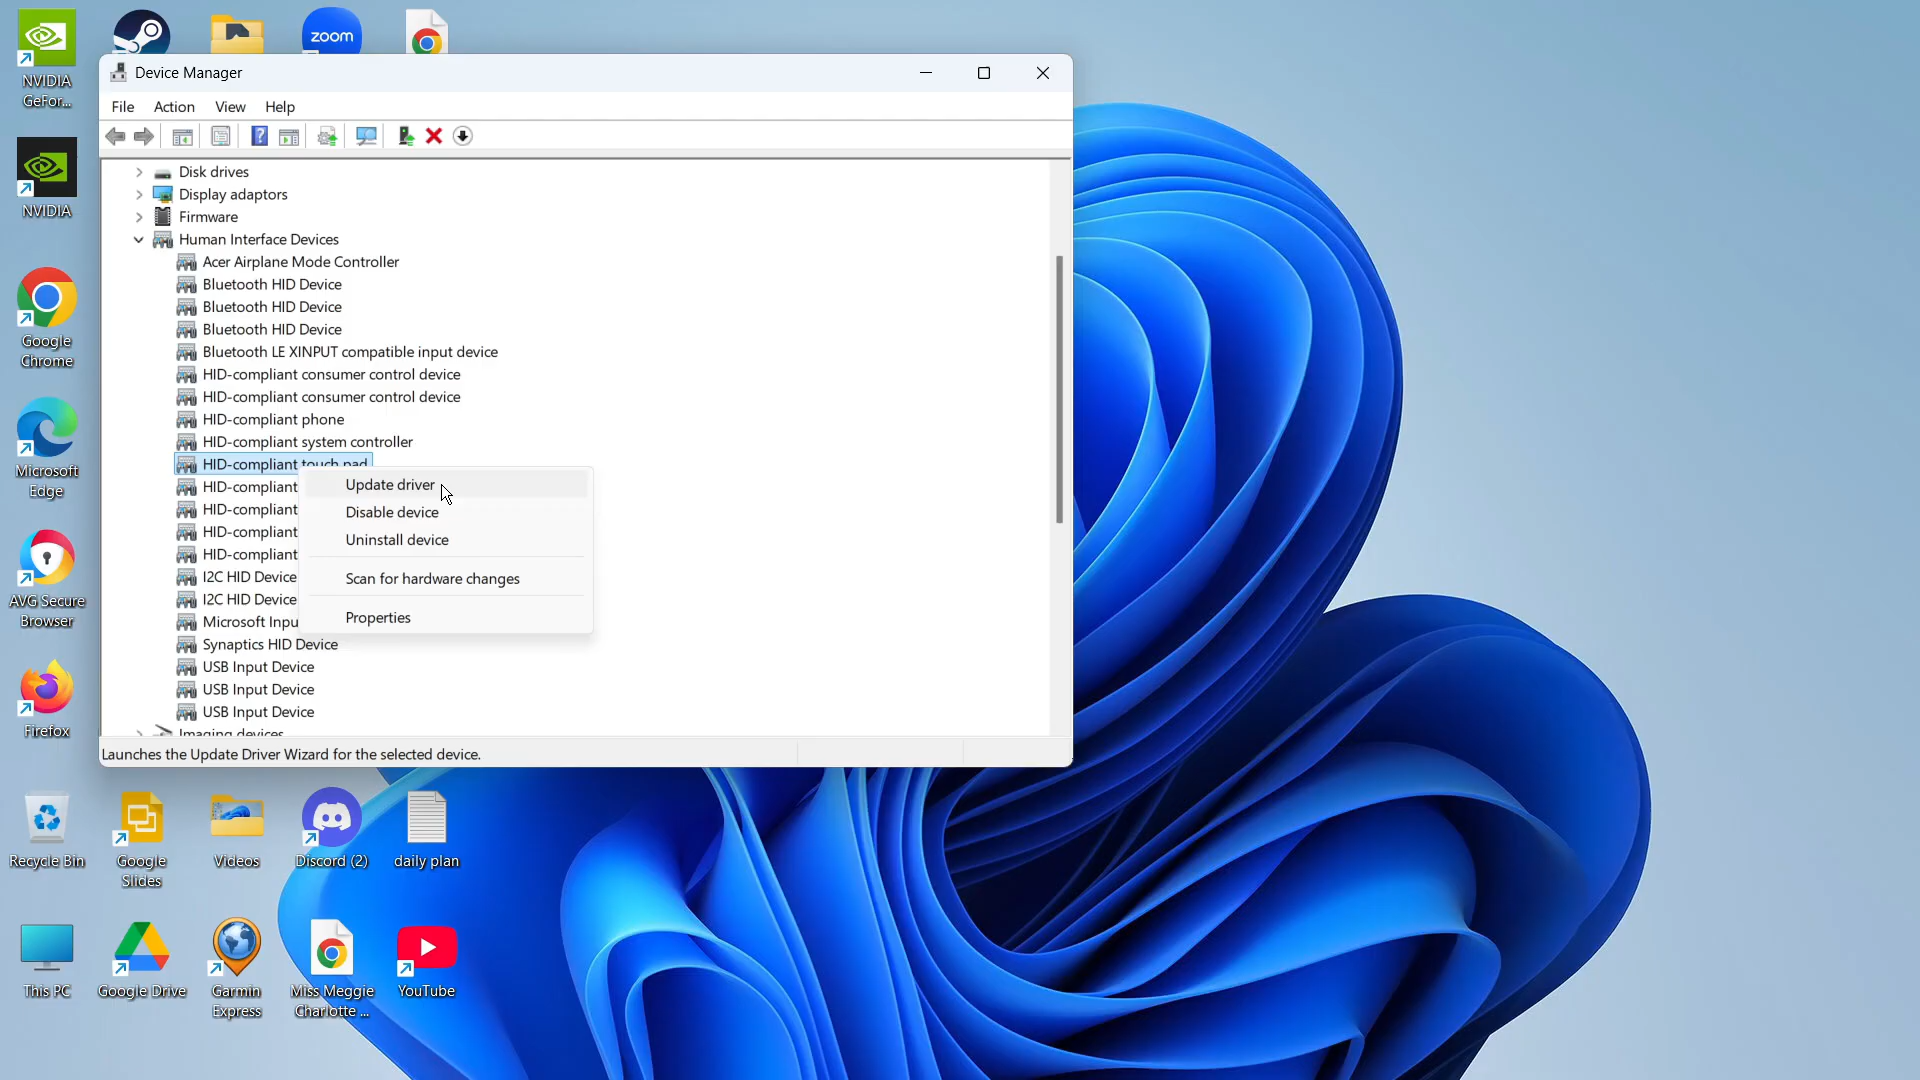 zoom
NVIDIA
GeFor...
NVIDIA
Google
Chrome
Microsoft
Edge
AVG Secure
Browser
Firefox
Device Manager
File Action View Help
Disk drives
Display adaptors
Firmware
Human Interface Devices
Acer Airplane Mode Controller
Bluetooth HID Device
Bluetooth HID Device
Bluetooth HID Device
Bluetooth LE XINPUT compatible input device
HID-compliant consumer control device
HID-compliant consumer control device
HID-compliant phone
HID-compliant system controller
HID-compliant touch pad
HID-compliant
HID-compliant
HID-compliant
HID-compliant
I2C HID Device
I2C HID Device
Microsoft Inpu
Synaptics HID Device
USB Input Device
USB Input Device
USB Input Device
Imaging devices
Update driver
Disable device
Uninstall device
Scan for hardware changes
Properties
Launches the Update Driver Wizard for the selected device.
Recycle Bin
Google
Slides
Videos
Discord (2)
daily plan
This PC
Google Drive
Garmin
Express
Miss Meggie
Charlotte ...
YouTube